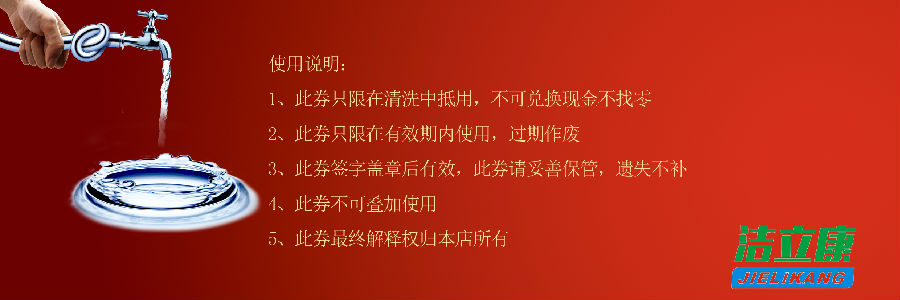 使用说明：
1、此券只限在清洗中抵用，不可兑换现金不找零
2、此券只限在有效期内使用，过期作废
3、此券签字盖章后有效，此券请妥善保管，遗失不补
4、此券不可叠加使用
5、此券最终解释权归本店所有
洁立康
JIELIKANG